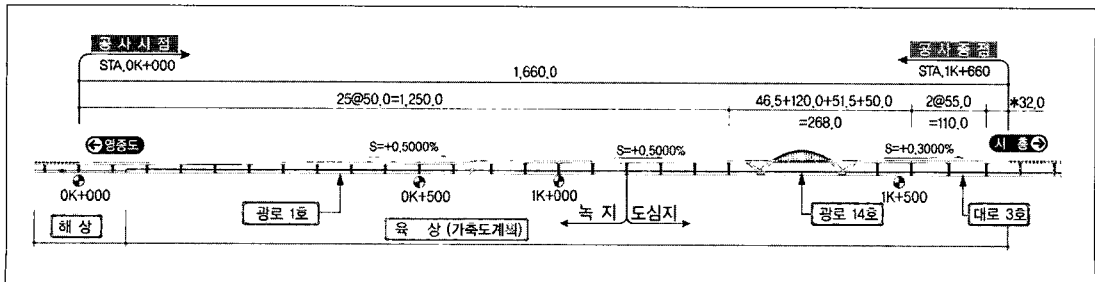 공사시점
공사종점
STA.0K+000
STA.1K+660
1,660.0
25@50.0=1,250.0
46.5+120.0+51.5+50.0
=268.0
2@55.0
=110.0
*32.0
←영종도
S=+0.5000%
S=+0.5000%
S=+0.3000%
시 흥→
0K+000
0K+500
1K+000
1K+500
광로 1호
녹 지
도심지
광로 14호
대로 3호
해 상
육 상 (가축도계획)